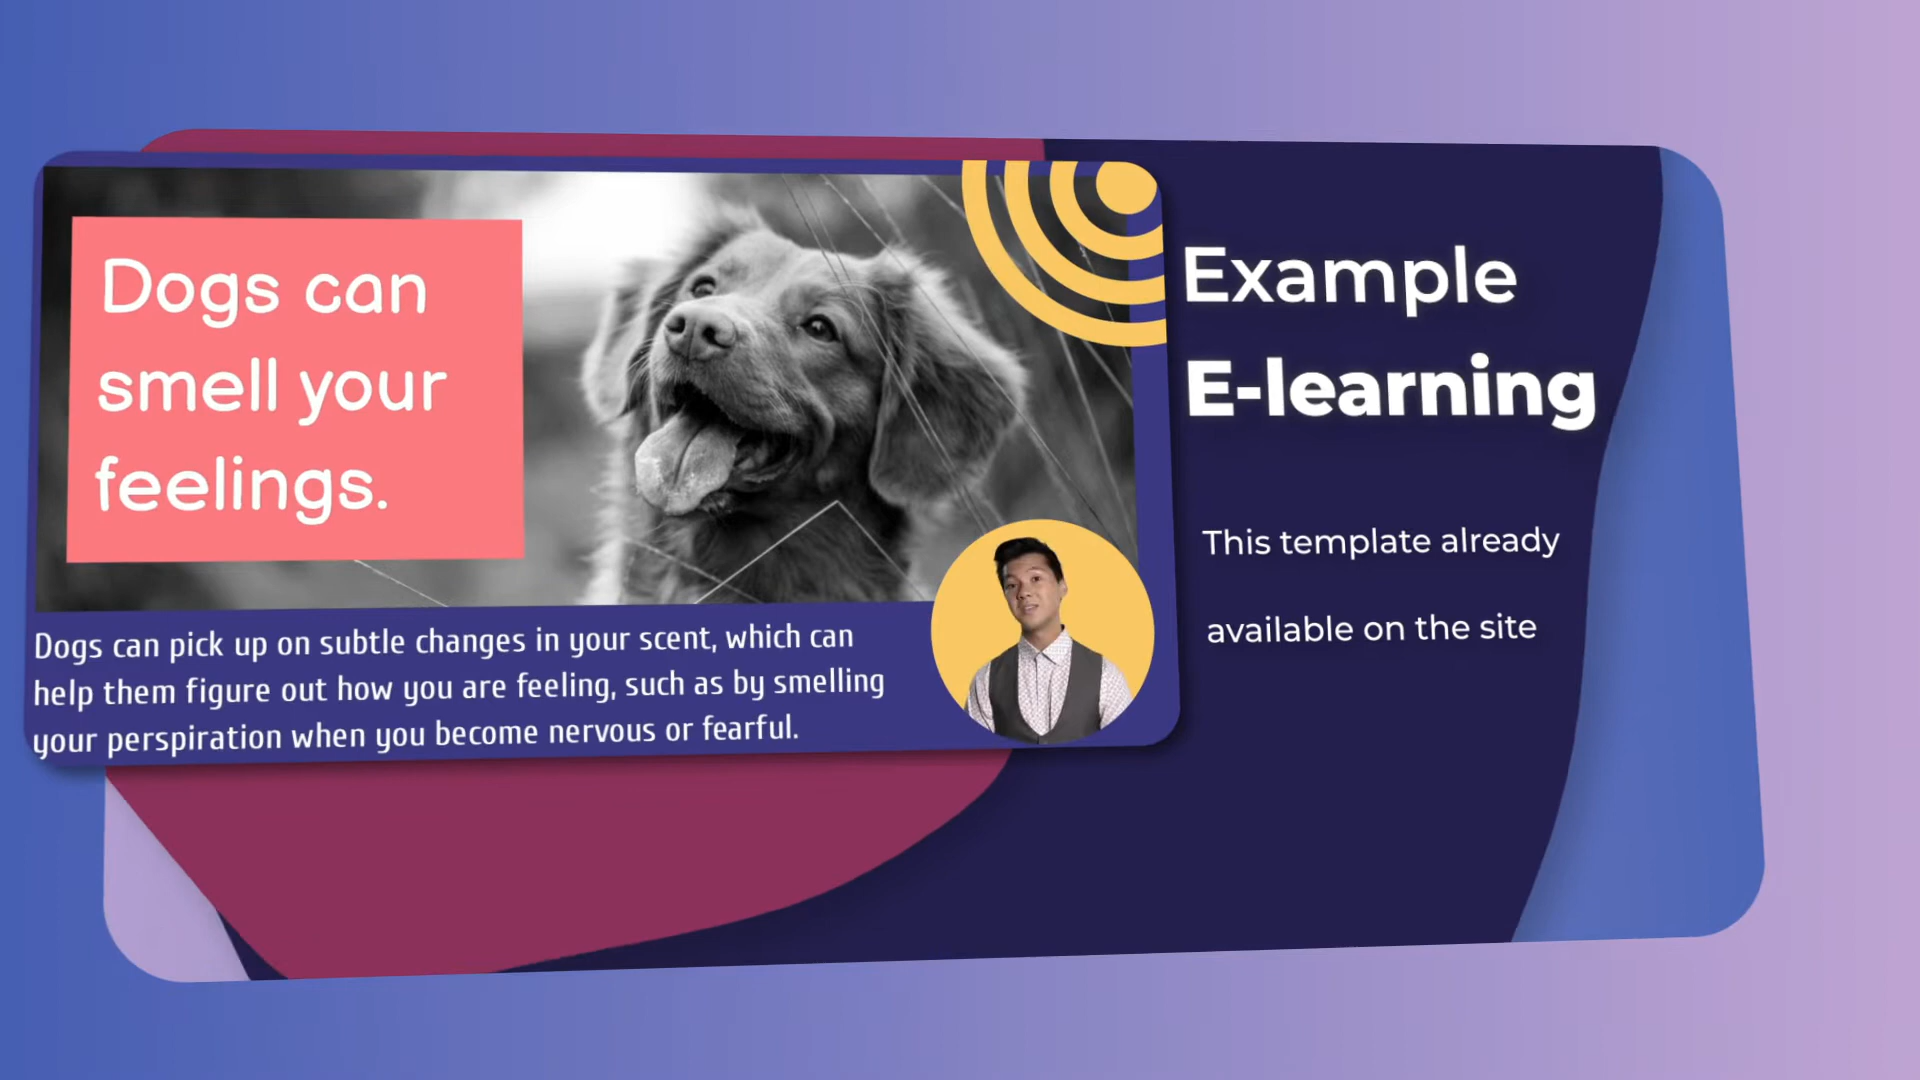 Dogs can
smell your
feelings.
Dogs can pick up on subtle changes in your scent, which can
help them figure out how you are feeling, such as by smelling
your perspiration when you become nervous or fearful.
Example
E-learning
This template already
available on the site